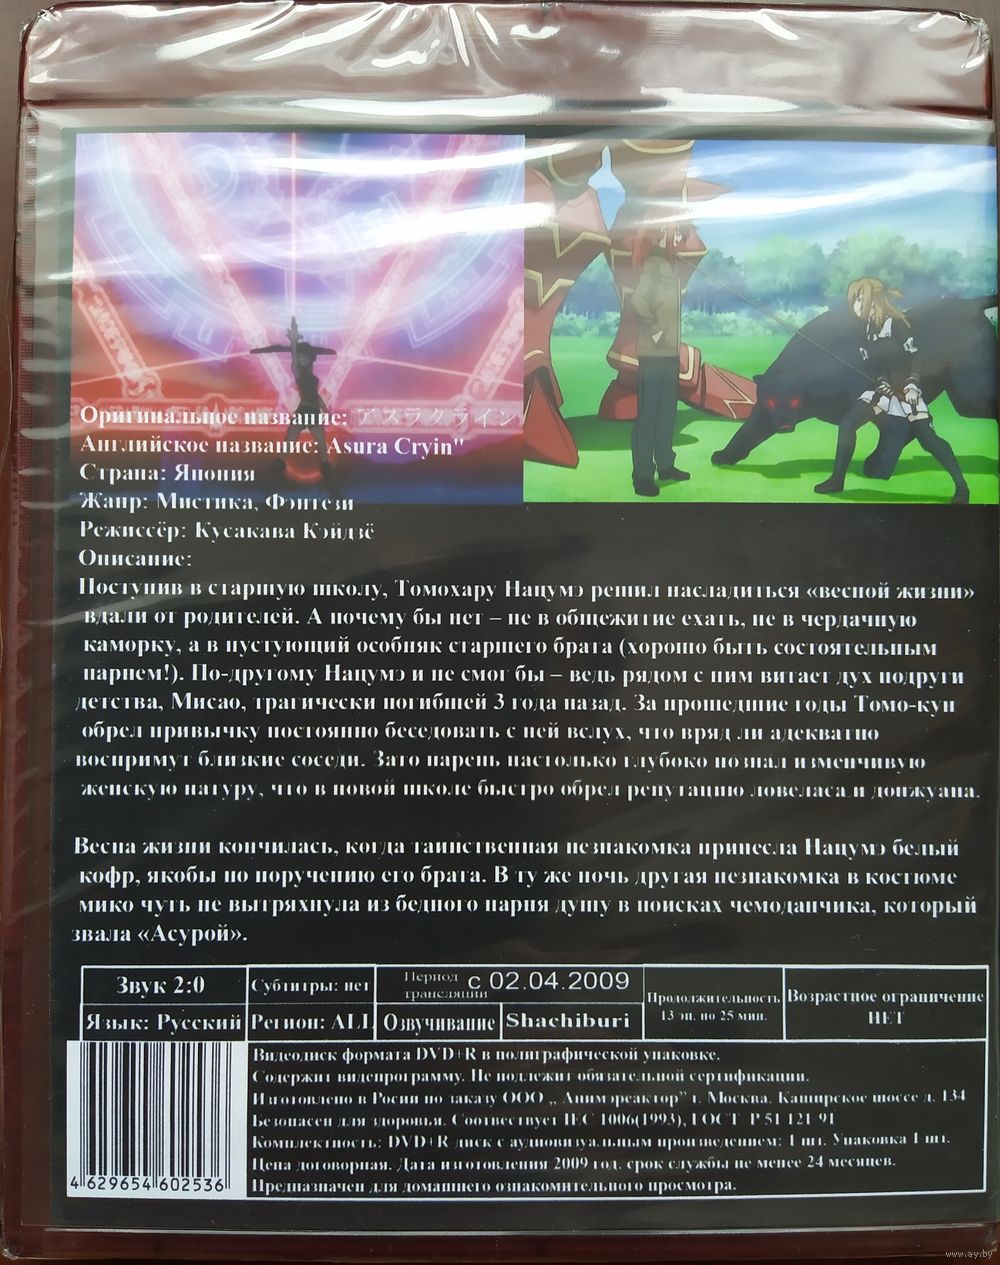 Оригинальное название: アスラクライン
Английское название: Asura Cryin"
Страна: Япония
Жанр: Мистика, Фэнтези
Режиссёр: Кусакава Кэйдзё
Описание:
Поступив в старшую школу, Томохару Нацумэ решил насладиться «весной жизни»
вдали от родителей. А почему бы нет – не в общежитие ехать, не в чердачную
каморку, а в пустующий особняк старшего брата (хорошо быть состоятельным
парнем!). По-другому Нацумэ и не смог бы – ведь рядом с ним витает дух подруги
детства, Мисао, трагически погибшей 3 года назад. За прошедшие годы Томо-кун
обрел привычку постоянно беседовать с ней вслух, что вряд ли адекватно
воспримут близкие соседи. Зато парень настолько глубоко познал изменчивую
женскую натуру, что в новой школе быстро обрел репутацию ловеласа и донжуана.
Весна жизни кончилась, когда таинственная незнакомка принесла Нацумэ белый
кофр, якобы по поручению его брата. В ту же ночь другая незнакомка в костюме
мико чуть не вытряхнула из бедного парня душу в поисках чемоданчика, который
звала «Асурой».
Звук 2:0
Субтитры: нет
Период
трансляции
с 02.04.2009
Продолжительность
13 эп. по 25 мин.
Возрастное ограничение
НЕТ
Язык: Русский
Регион: ALL
Озвучивание
Shachiburi
Видеодиск формата DVD+R в полиграфической упаковке.
Содержит видепрограмму. Не подлежит обязательной сертификации.
Изготовлено в Росии по заказу ООО „ Анимэреактор" г. Москва. Каширское шоссе д. 134
Безопасен для здоровья. Соотвествует IEC 1006(1993), ГОСТ Р 51 121 91
Комплектность: DVD+R-диск с аудиовизуальным произведением: 1 шт. Упаковка 1 шт.
Цена договорная. Дата изготовления 2009 год. срок службы не менее 24 месяцев.
Предназначен для домашнего ознакомительного просмотра.
4 629654 602536
www.ay.by